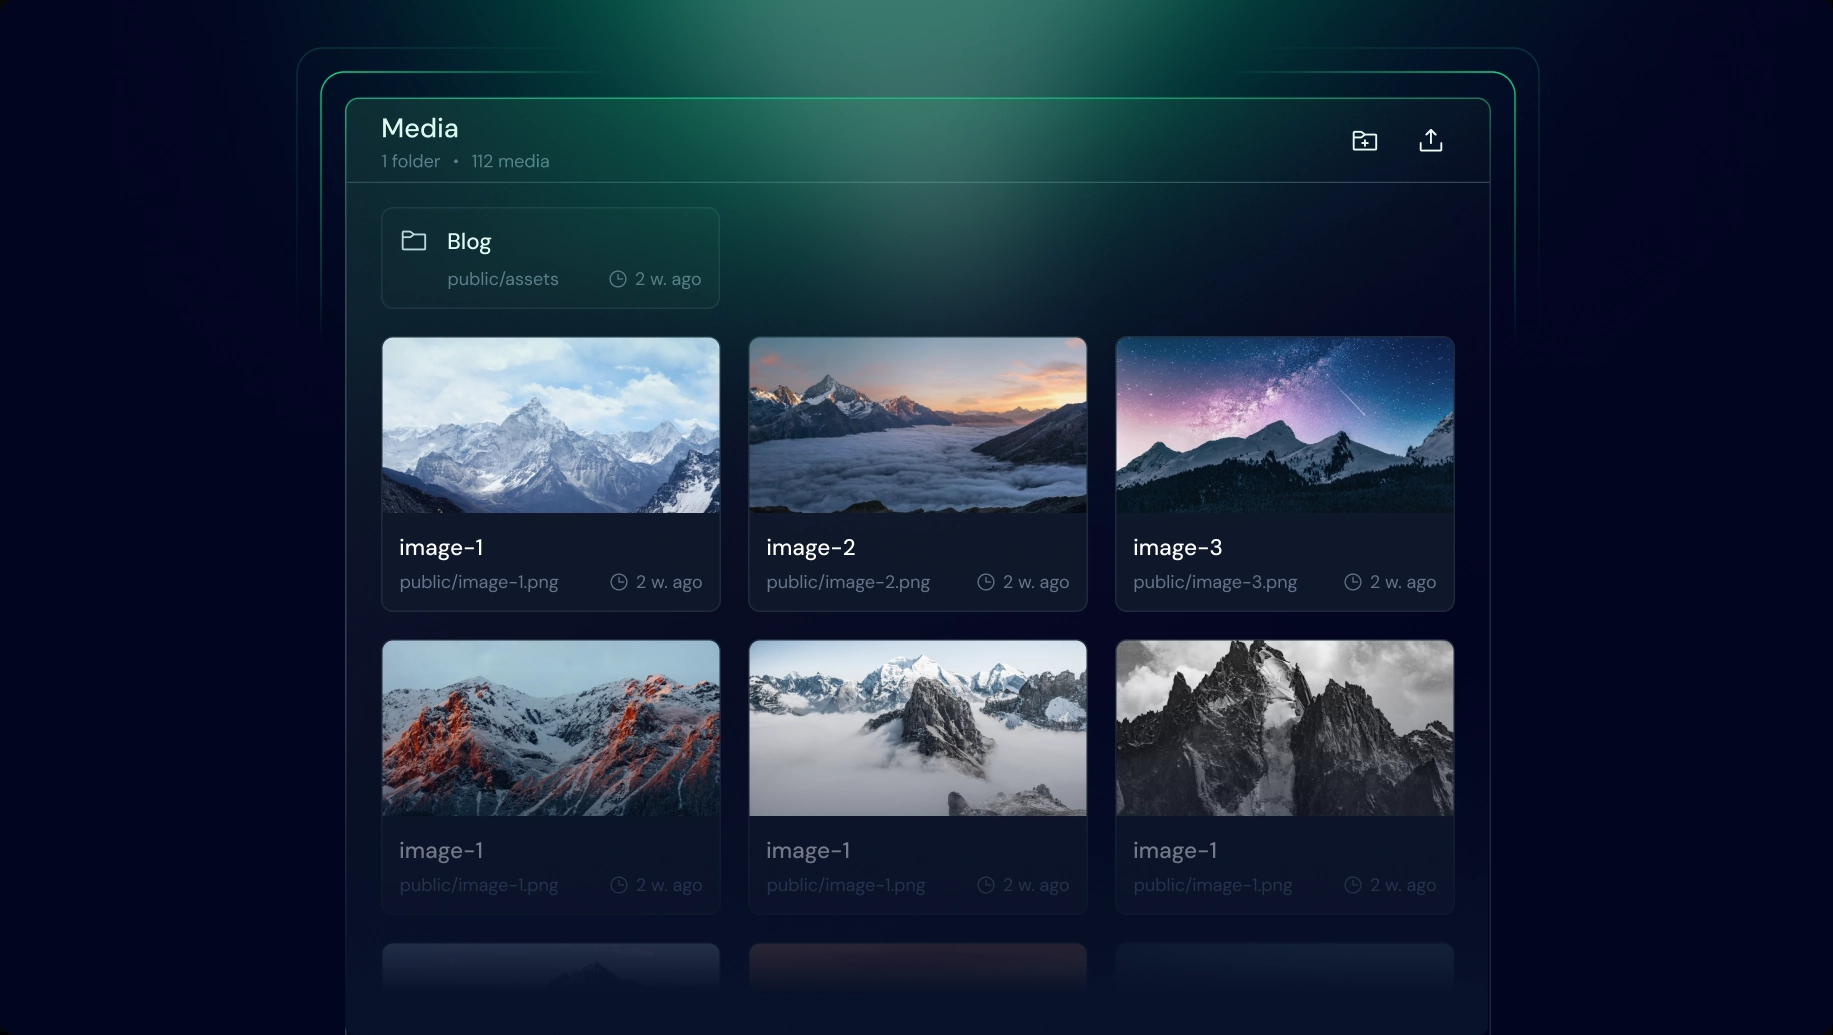 Media
1 folder • 112 media
Blog
public/assets 2 w. ago
image-1
public/image-1.png 2 w. ago
image-2
public/image-2.png 2 w. ago
image-3
public/image-3.png 2 w. ago
image-1
public/image-1.png 2 w. ago
image-1
public/image-1.png 2 w. ago
image-1
public/image-1.png 2 w. ago